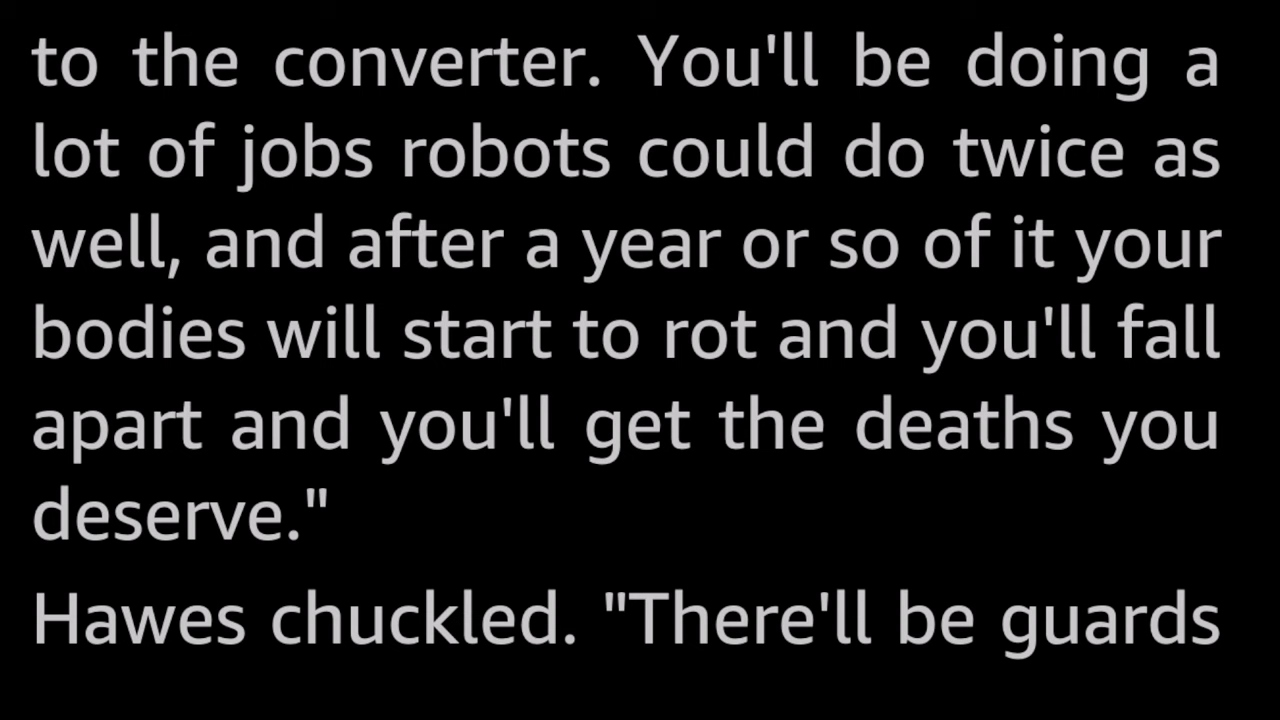 to the converter. You'll be doing a
lot of jobs robots could do twice as
well, and after a year or so of it your
bodies will start to rot and you'll fall
apart and you'll get the deaths you
deserve."
Hawes chuckled. "There'll be guards